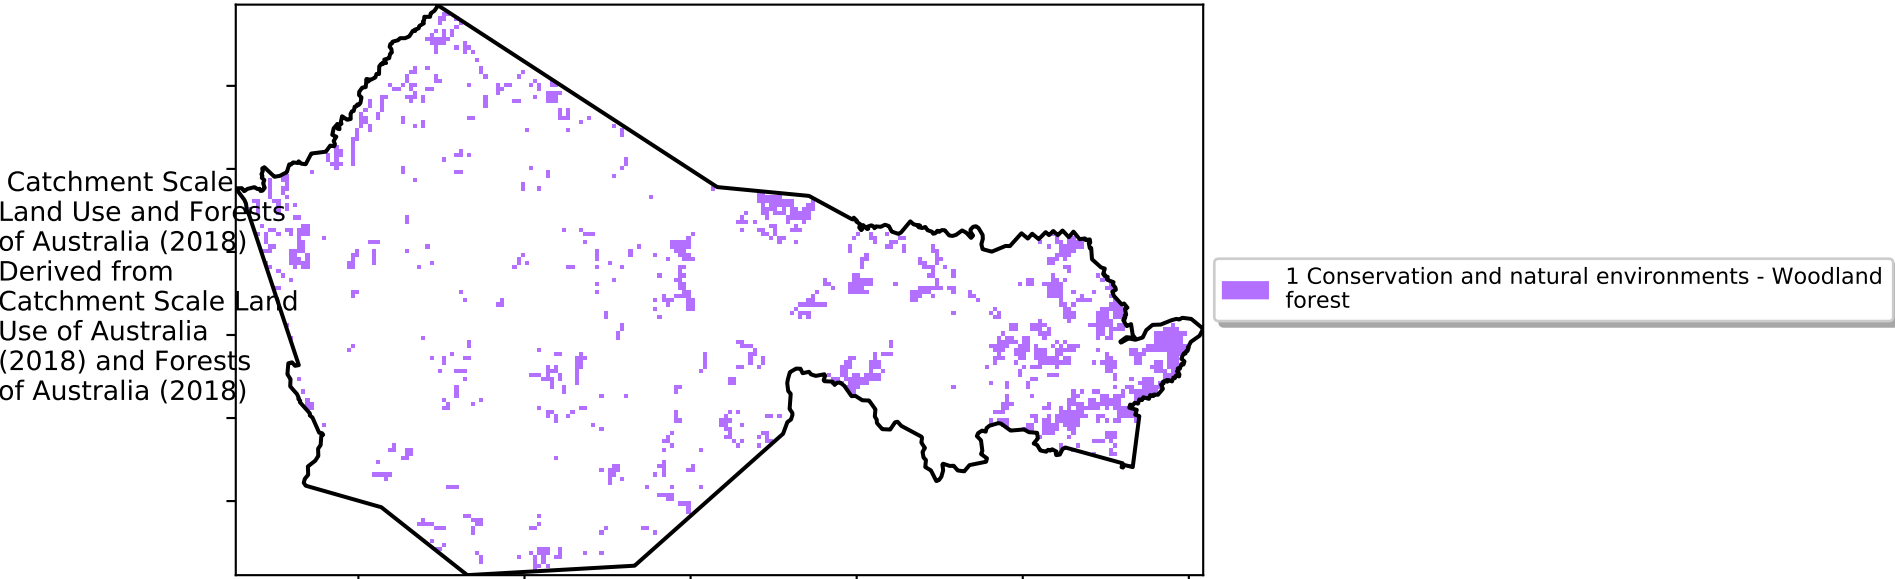 Catchment Scale
Land Use and Forests
of Australia (2018)
Derived from
Catchment Scale Land
Use of Australia
(2018) and Forests
of Australia (2018)
1 Conservation and natural environments - Woodland
forest